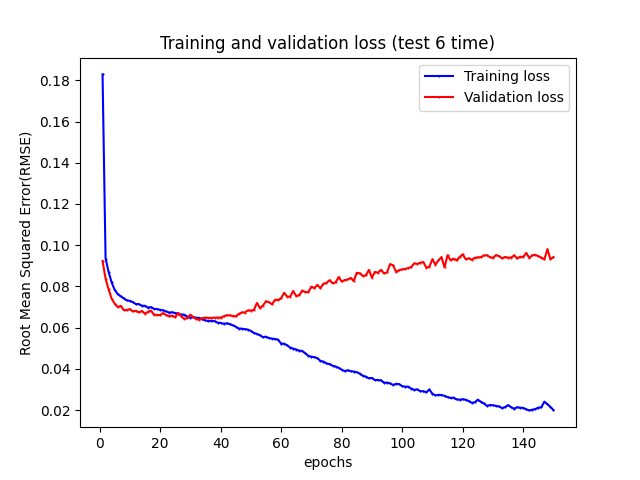 Training and validation loss (test 6 time)
Training loss
Validation loss
Root Mean Squared Error(RMSE)
0.18
0.16
0.14
0.12
0.10
0.08
0.06
0.04
0.02
0 20 40 60 80 100 120 140
epochs